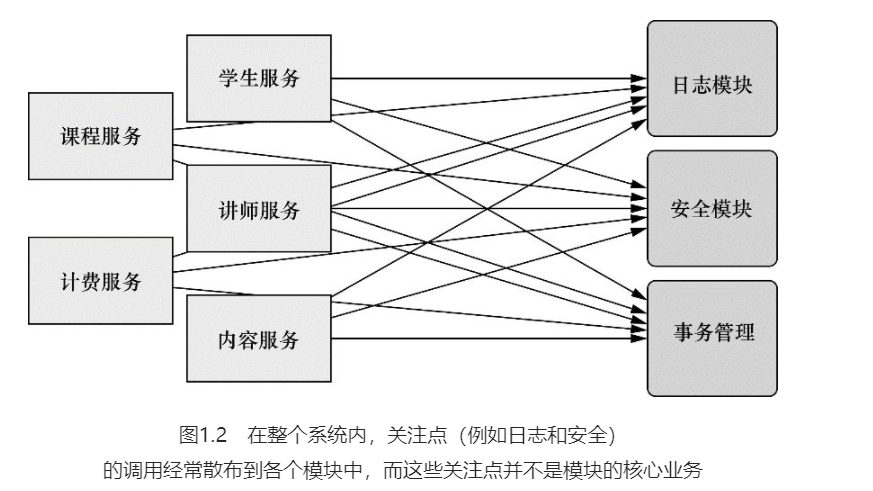 学生服务
日志模块
课程服务
讲师服务
安全模块
计费服务
内容服务
事务管理
图1.2 在整个系统内，关注点（例如日志和安全）
的调用经常散布到各个模块中，而这些关注点并不是模块的核心业务